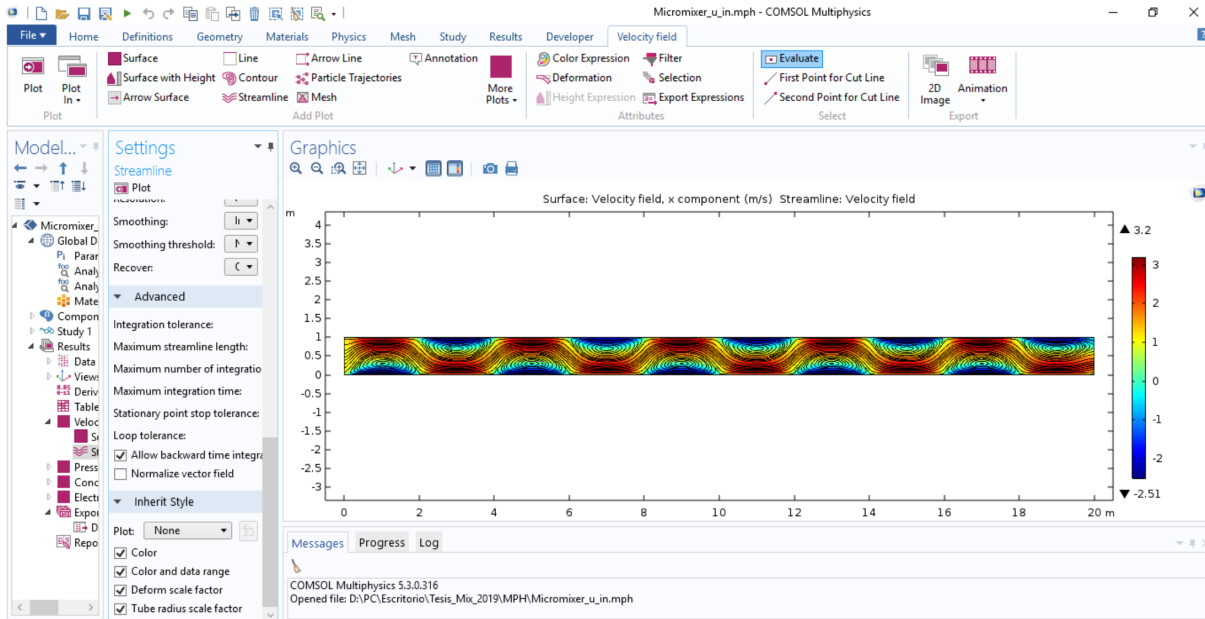 Micromixer_u_in.mph - COMSOL Multiphysics
File Home Definitions Geometry Materials Physics Mesh Study Results Developer Velocity field
Surface Line Arrow Line Annotation Color Expression Filter Evaluate
Surface with Height Contour Particle Trajectories Deformation Selection First Point for Cut Line
Arrow Surface Streamline Mesh Height Expression Export Expressions Second Point for Cut Line
Plot Plot In More Plots 2D Image Animation
Plot Add Plot Attributes Select Export
Model...
Micromixer_
Global D
Parar
Analy
Analy
Mate
Compon
Study 1
Results
Data
Views
Deriv
Table
Veloc
St
Press
Conc
Electr
Expor
D
Repo
Settings
Streamline
Plot
Resolution:
Smoothing:
Smoothing threshold:
Recover:
Advanced
Integration tolerance:
Maximum streamline length:
Maximum number of integratio
Maximum integration time:
Stationary point stop tolerance:
Loop tolerance:
Allow backward time integra
Normalize vector field
Inherit Style
Plot: None
Color
Color and data range
Deform scale factor
Tube radius scale factor
Graphics
Surface: Velocity field, x component (m/s) Streamline: Velocity field
m
4
3.5
3
2.5
2
1.5
1
0.5
0
-0.5
-1
-1.5
-2
-2.5
-3
0 2 4 6 8 10 12 14 16 18 20 m
▲ 3.2
3
2
1
0
-1
-2
▼ -2.51
Messages Progress Log
COMSOL Multiphysics 5.3.0.316
Opened file: D:\PC\Escritorio\Tesis_Mix_2019\MPH\Micromixer_u_in.mph